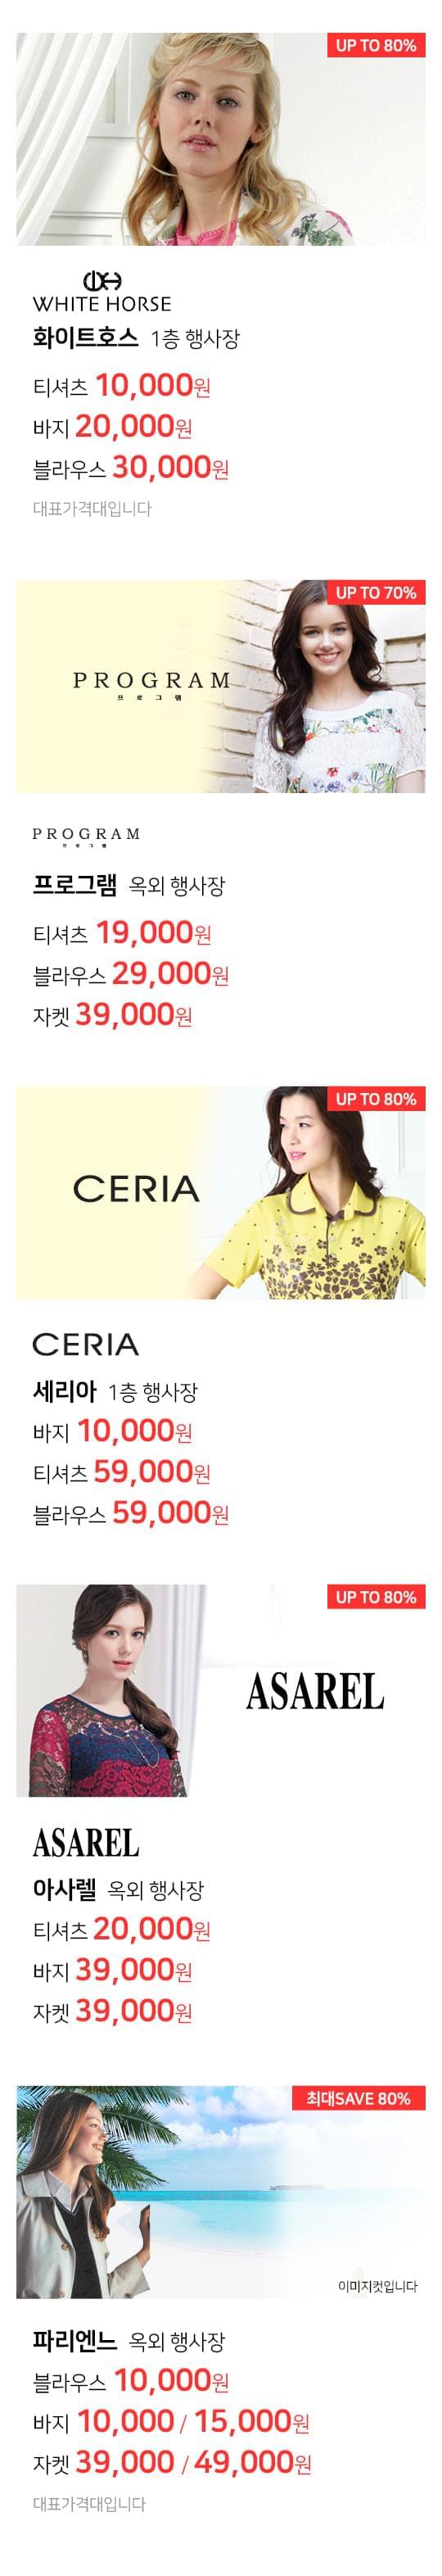 UP TO 80%
WHITE HORSE
화이트호스 1층 행사장
티셔츠 10,000원
바지 20,000원
블라우스 30,000원
대표가격대입니다
UP TO 70%
PROGRAM
프로그램
PROGRAM
프로그램
프로그램 옥외 행사장
티셔츠 19,000원
블라우스 29,000원
자켓 39,000원
UP TO 80%
CERIA
CERIA
세리아 1층 행사장
바지 10,000원
티셔츠 59,000원
블라우스 59,000원
UP TO 80%
ASAREL
ASAREL
아사렐 옥외 행사장
티셔츠 20,000원
바지 39,000원
자켓 39,000원
최대SAVE 80%
이미지컷입니다
파리엔느 옥외 행사장
블라우스 10,000원
바지 10,000 / 15,000원
자켓 39,000 / 49,000원
대표가격대입니다